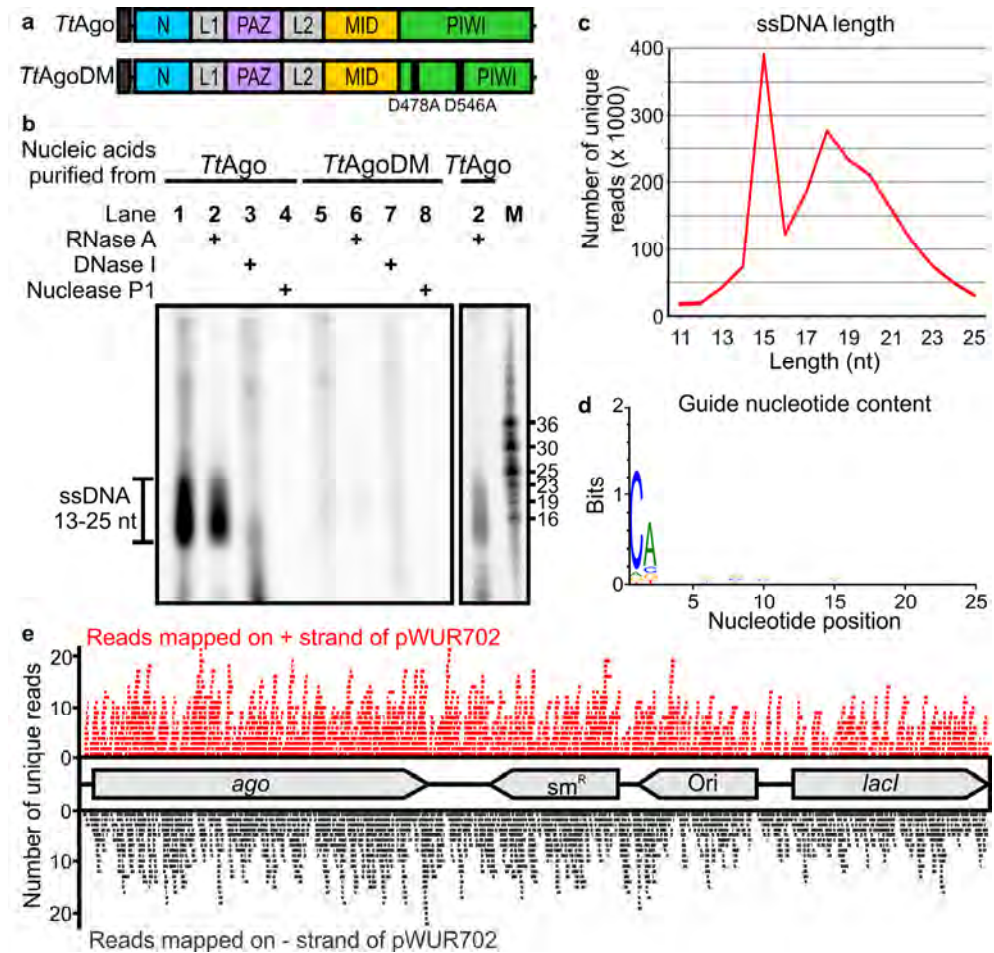 a
TtAgo N L1 PAZ L2 MID PIWI
TtAgoDM N L1 PAZ L2 MID PIWI
D478A D546A
b
Nucleic acids
purified from TtAgo TtAgoDM TtAgo
Lane 1 2 3 4 5 6 7 8 2 M
RNase A + + +
DNase I + +
Nuclease P1 + +
ssDNA
13-25 nt
36
30
25
23
19
16
c ssDNA length
Number of unique
reads (x 1000)
400
300
200
100
0
11 13 15 17 19 21 23 25
Length (nt)
d Guide nucleotide content
Bits
2
1
0
C A
5 10 15 20 25
Nucleotide position
e Reads mapped on + strand of pWUR702
Number of unique reads
20
10
0
ago smR Ori lacI
0
10
20
Reads mapped on - strand of pWUR702